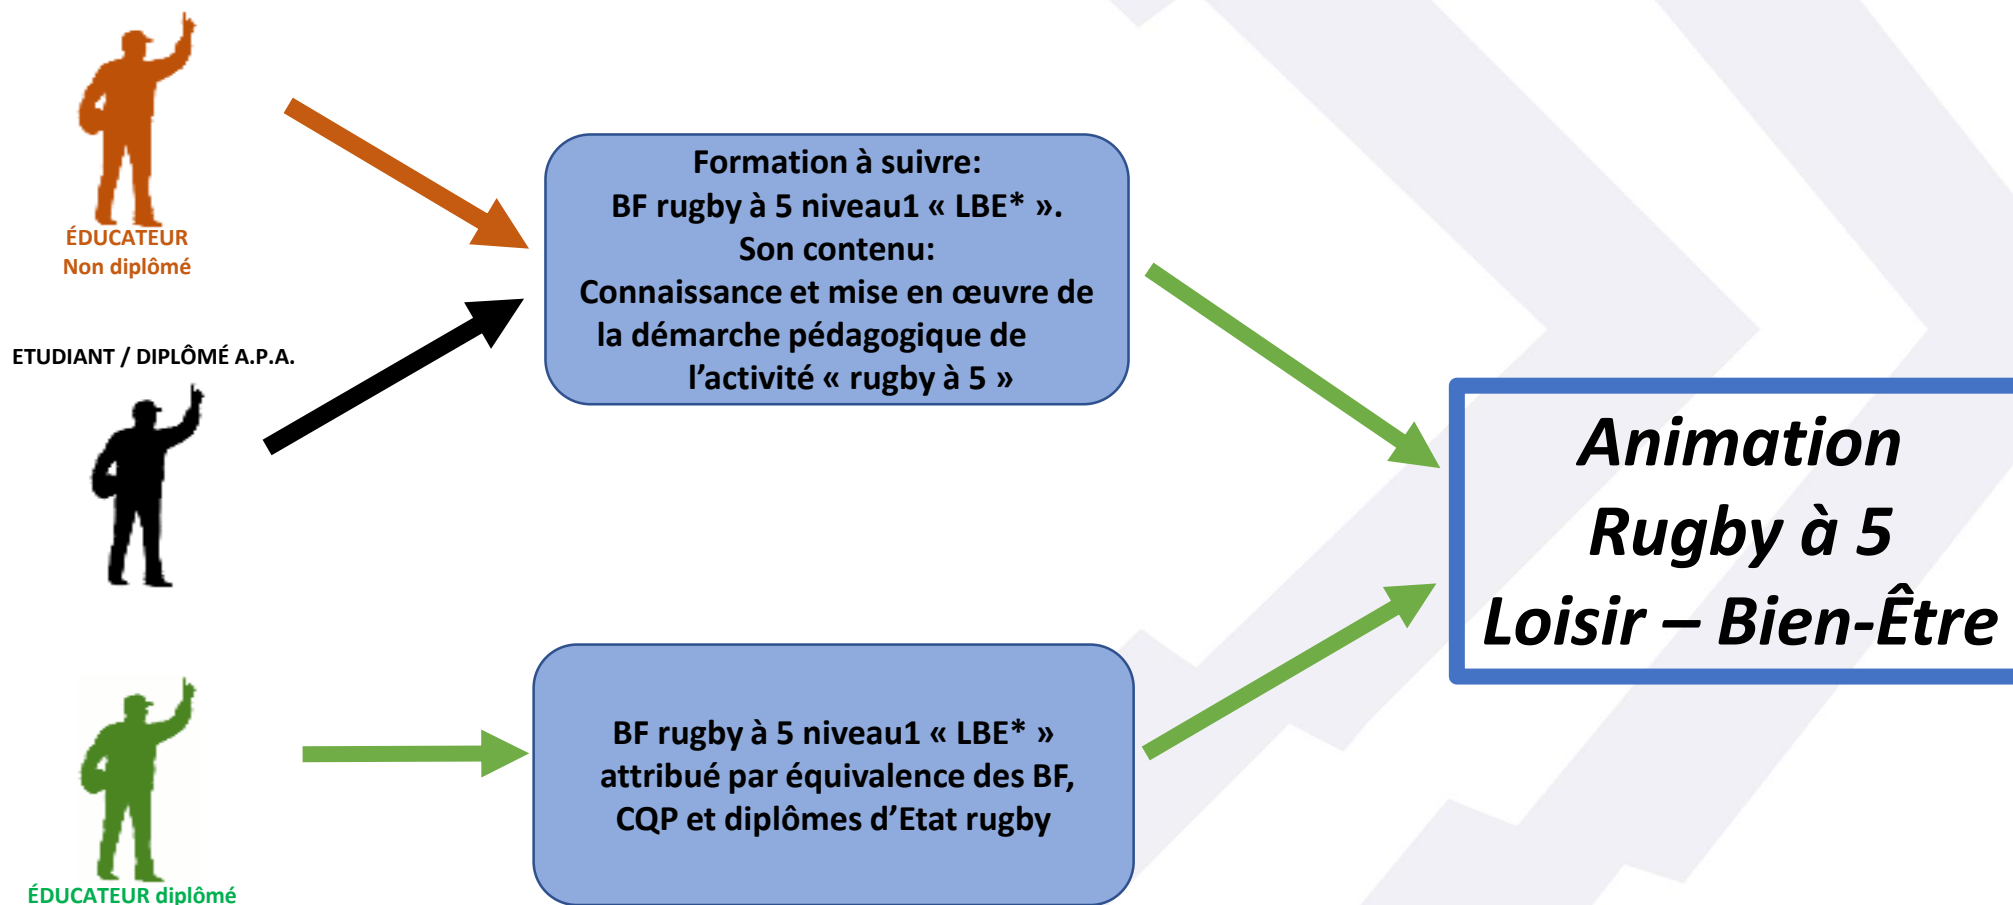 ÉDUCATEUR
Non diplômé
ETUDIANT / DIPLÔMÉ A.P.A.
ÉDUCATEUR diplômé
Formation à suivre:
BF rugby à 5 niveau1 « LBE* ».
Son contenu:
Connaissance et mise en œuvre de
la démarche pédagogique de
l’activité « rugby à 5 »
BF rugby à 5 niveau1 « LBE* »
attribué par équivalence des BF,
CQP et diplômes d’Etat rugby
Animation
Rugby à 5
Loisir – Bien-Être